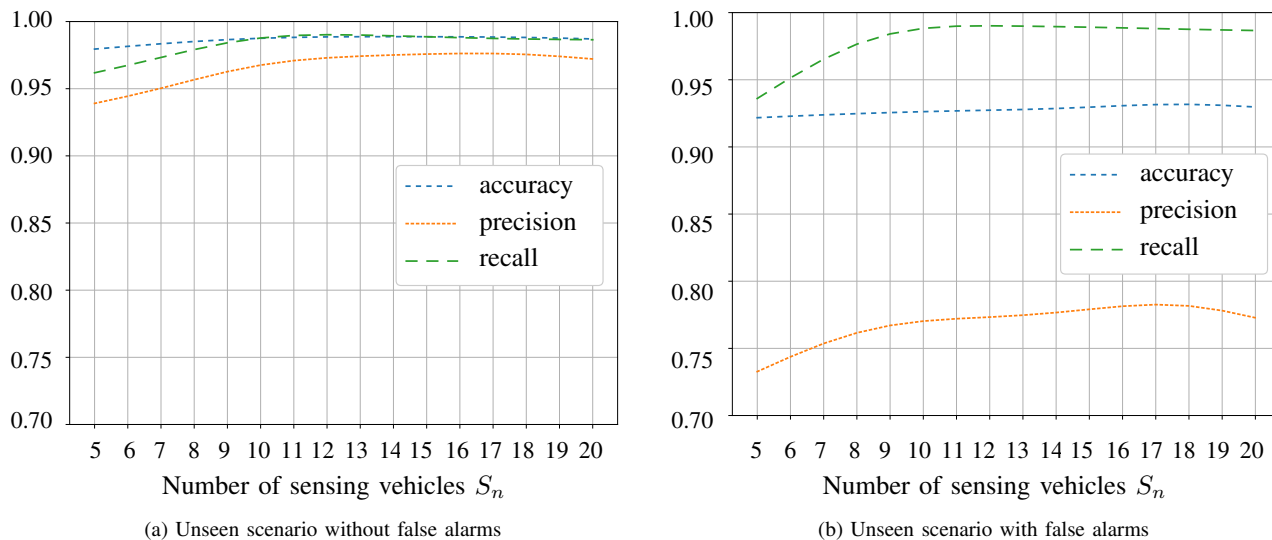 1.00
0.95
0.90
0.85
0.80
0.75
0.70
accuracy
precision
recall
5 6 7 8 9 10 11 12 13 14 15 16 17 18 19 20
Number of sensing vehicles S_n
(a) Unseen scenario without false alarms
1.00
0.95
0.90
0.85
0.80
0.75
0.70
accuracy
precision
recall
5 6 7 8 9 10 11 12 13 14 15 16 17 18 19 20
Number of sensing vehicles S_n
(b) Unseen scenario with false alarms